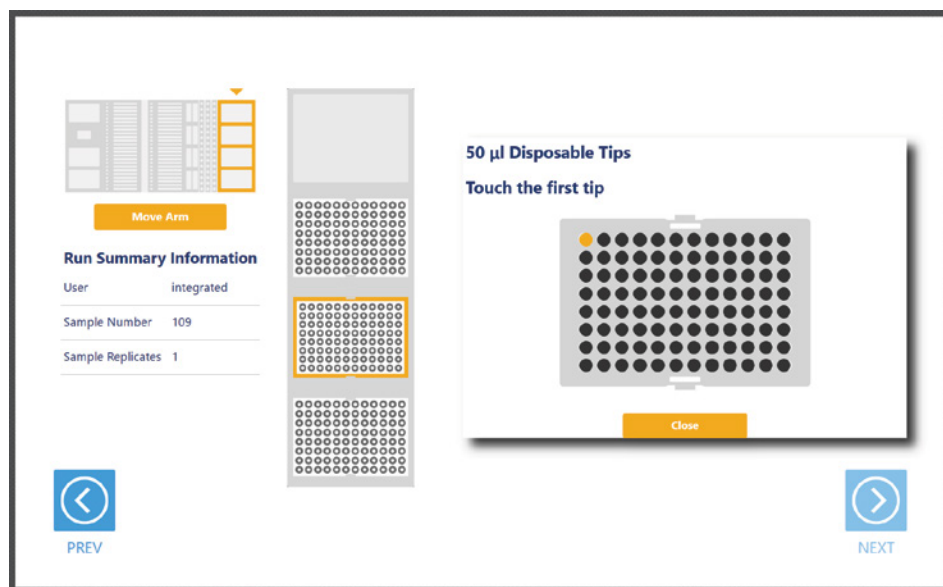 Move Arm
Run Summary Information
User integrated
Sample Number 109
Sample Replicates 1
50 µl Disposable Tips
Touch the first tip
Close
PREV
NEXT